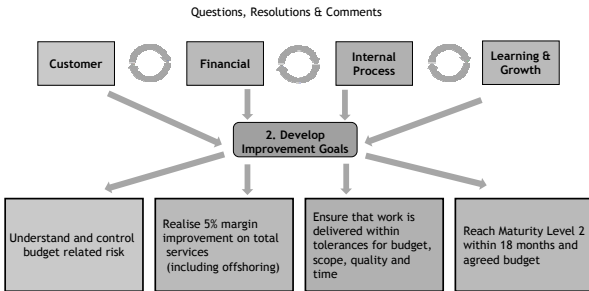 Questions, Resolutions & Comments
Customer
Financial
Internal
Process
Learning &
Growth
2. Develop
Improvement Goals
Understand and control
budget related risk
Realise 5% margin
improvement on total
services
(including offshoring)
Ensure that work is
delivered within
tolerances for budget,
scope, quality and
time
Reach Maturity Level 2
within 18 months and
agreed budget